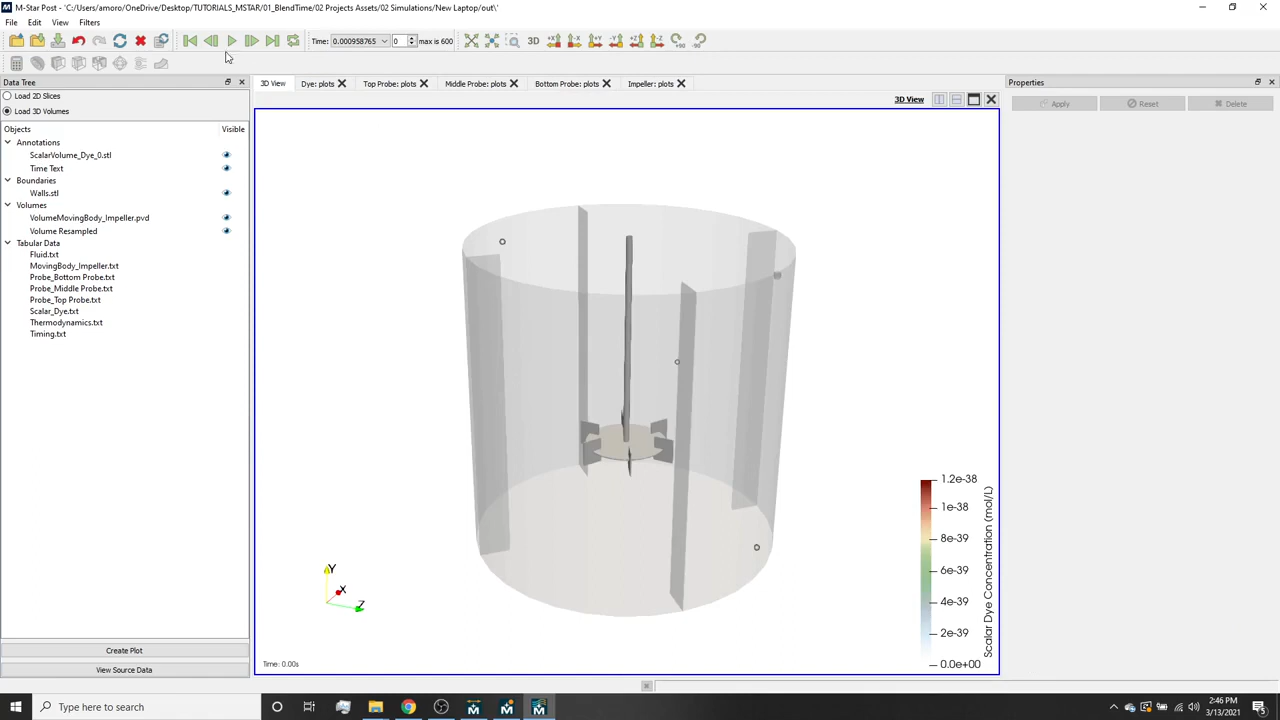 M-Star Post - 'C:/Users/amoro/OneDrive/Desktop/TUTORIALS_MSTAR/01_BlendTime/02 Projects Assets/02 Simulations/New Laptop/out\'
File Edit View Filters
Time: 0.000958765 0 max is 600 3D +X -X +Y -Y +Z -Z +90 -90
Data Tree
Load 2D Slices
Load 3D Volumes
Objects Visible
Annotations
ScalarVolume_Dye_0.stl
Time Text
Boundaries
Walls.stl
Volumes
VolumeMovingBody_Impeller.pvd
Volume Resampled
Tabular Data
Fluid.txt
MovingBody_Impeller.txt
Probe_Bottom Probe.txt
Probe_Middle Probe.txt
Probe_Top Probe.txt
Scalar_Dye.txt
Thermodynamics.txt
Timing.txt
Create Plot
View Source Data
3D View Dye: plots Top Probe: plots Middle Probe: plots Bottom Probe: plots Impeller: plots
3D View
Y
X
Z
Time: 0.00s
1.2e-38
1e-38
8e-39
6e-39
4e-39
2e-39
0.0e+00
Scalar Dye Concentration (mol/L)
Properties
Apply Reset Delete
Type here to search
2:46 PM
3/13/2021